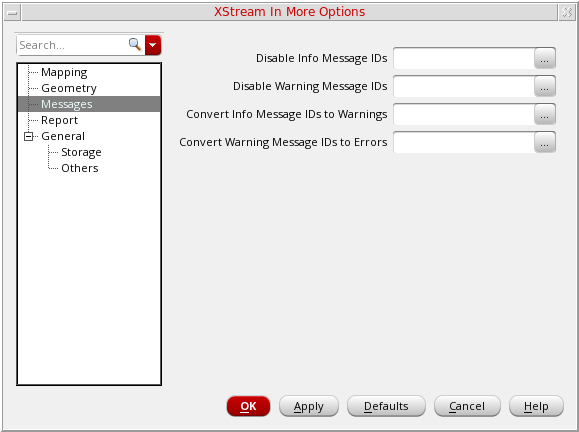 XStream In More Options
Search...
Mapping
Geometry
Messages
Report
General
Storage
Others
Disable Info Message IDs
...
Disable Warning Message IDs
...
Convert Info Message IDs to Warnings
...
Convert Warning Message IDs to Errors
...
OK
Apply
Defaults
Cancel
Help